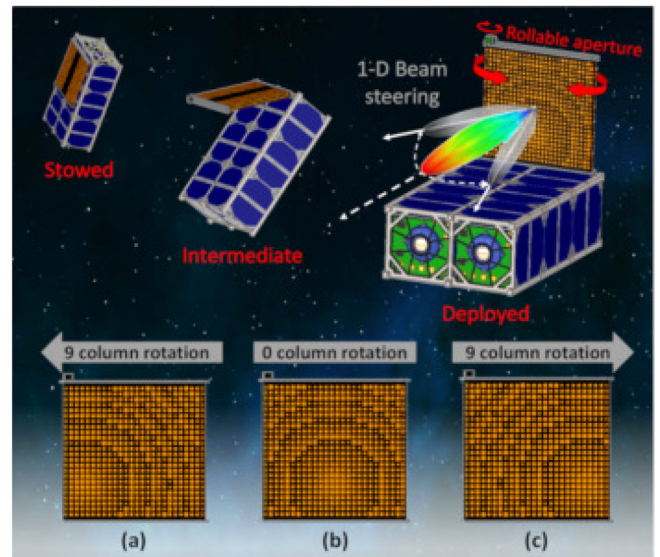 Rollable aperture
1-D Beam
steering
Stowed
Intermediate
Deployed
9 column rotation
0 column rotation
9 column rotation
(a)
(b)
(c)